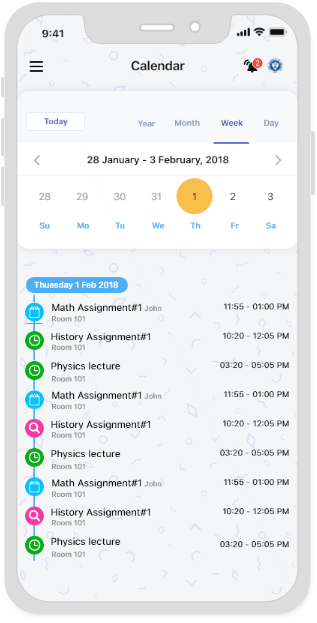 9:41
Calendar
2
Today Year Month Week Day
28 January - 3 February, 2018
28 29 30 31 1 2 3
Su Mo Tu We Th Fr Sa
Thuesday 1 Feb 2018
Math Assignment#1 John 11:55 - 01:00 PM
Room 101
History Assignment#1 10:20 - 12:05 PM
Room 101
Physics lecture 03:20 - 05:05 PM
Room 101
Math Assignment#1 John 11:55 - 01:00 PM
Room 101
History Assignment#1 10:20 - 12:05 PM
Room 101
Physics lecture 03:20 - 05:05 PM
Room 101
Math Assignment#1 John 11:55 - 01:00 PM
Room 101
History Assignment#1 10:20 - 12:05 PM
Room 101
Physics lecture 03:20 - 05:05 PM
Room 101